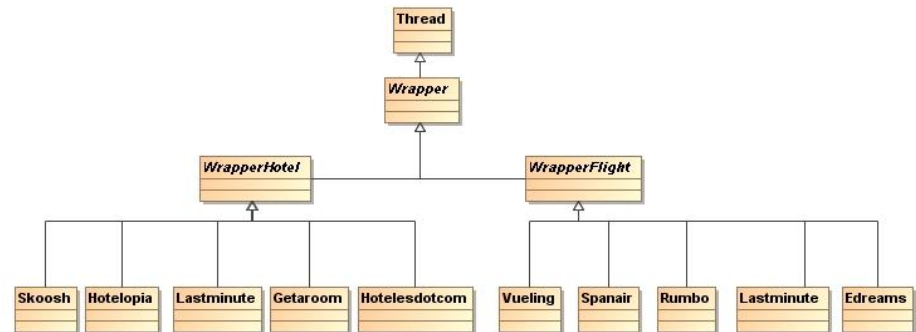 Thread
Wrapper
WrapperHotel
WrapperFlight
Skoosh
Hotelopia
Lastminute
Getaroom
Hotelesdotcom
Vueling
Spanair
Rumbo
Lastminute
Edreams